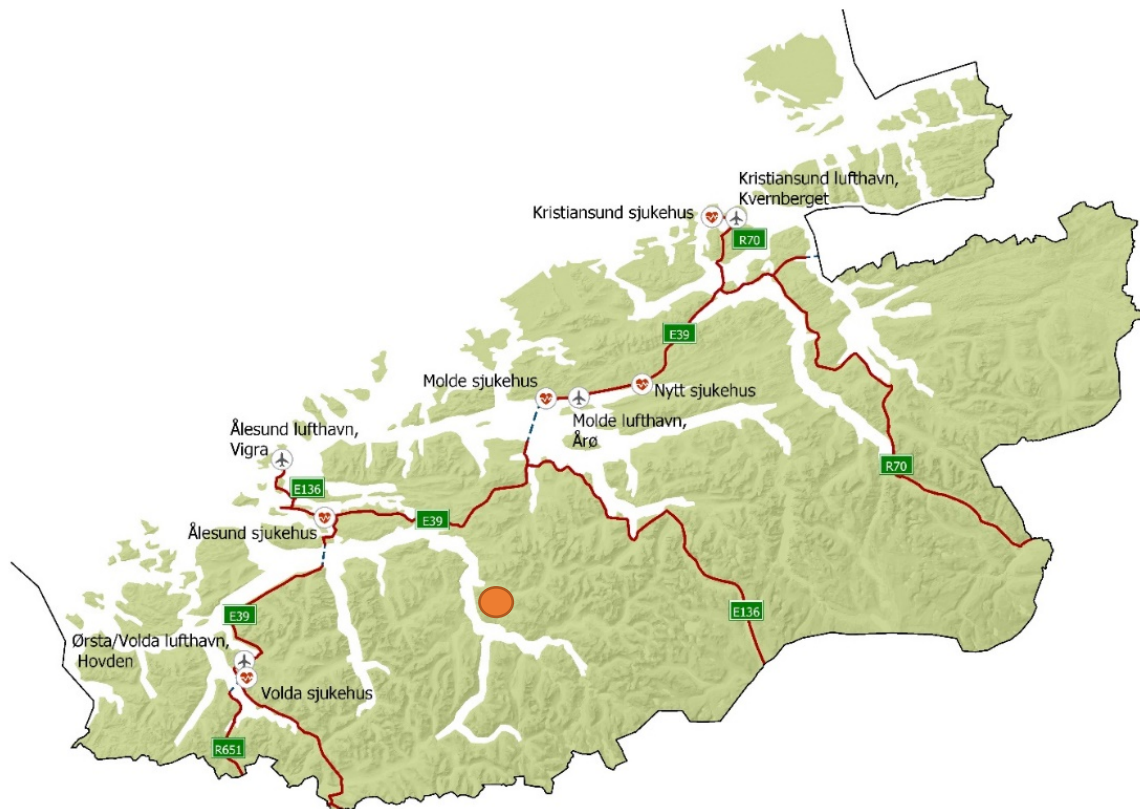 Kristiansund lufthavn,
Kvernberget
Kristiansund sjukehus
R70
E39
Molde sjukehus
Nytt sjukehus
Molde lufthavn,
Årø
Ålesund lufthavn,
Vigra
R70
E136
E39
Ålesund sjukehus
E39
E136
Ørsta/Volda lufthavn,
Hovden
Volda sjukehus
R651